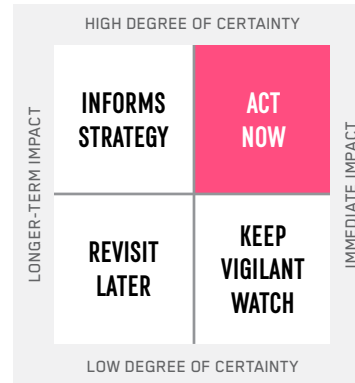 HIGH DEGREE OF CERTAINTY
LONGER-TERM IMPACT
INFORMS
STRATEGY
ACT
NOW
IMMEDIATE IMPACT
REVISIT
LATER
KEEP
VIGILANT
WATCH
LOW DEGREE OF CERTAINTY